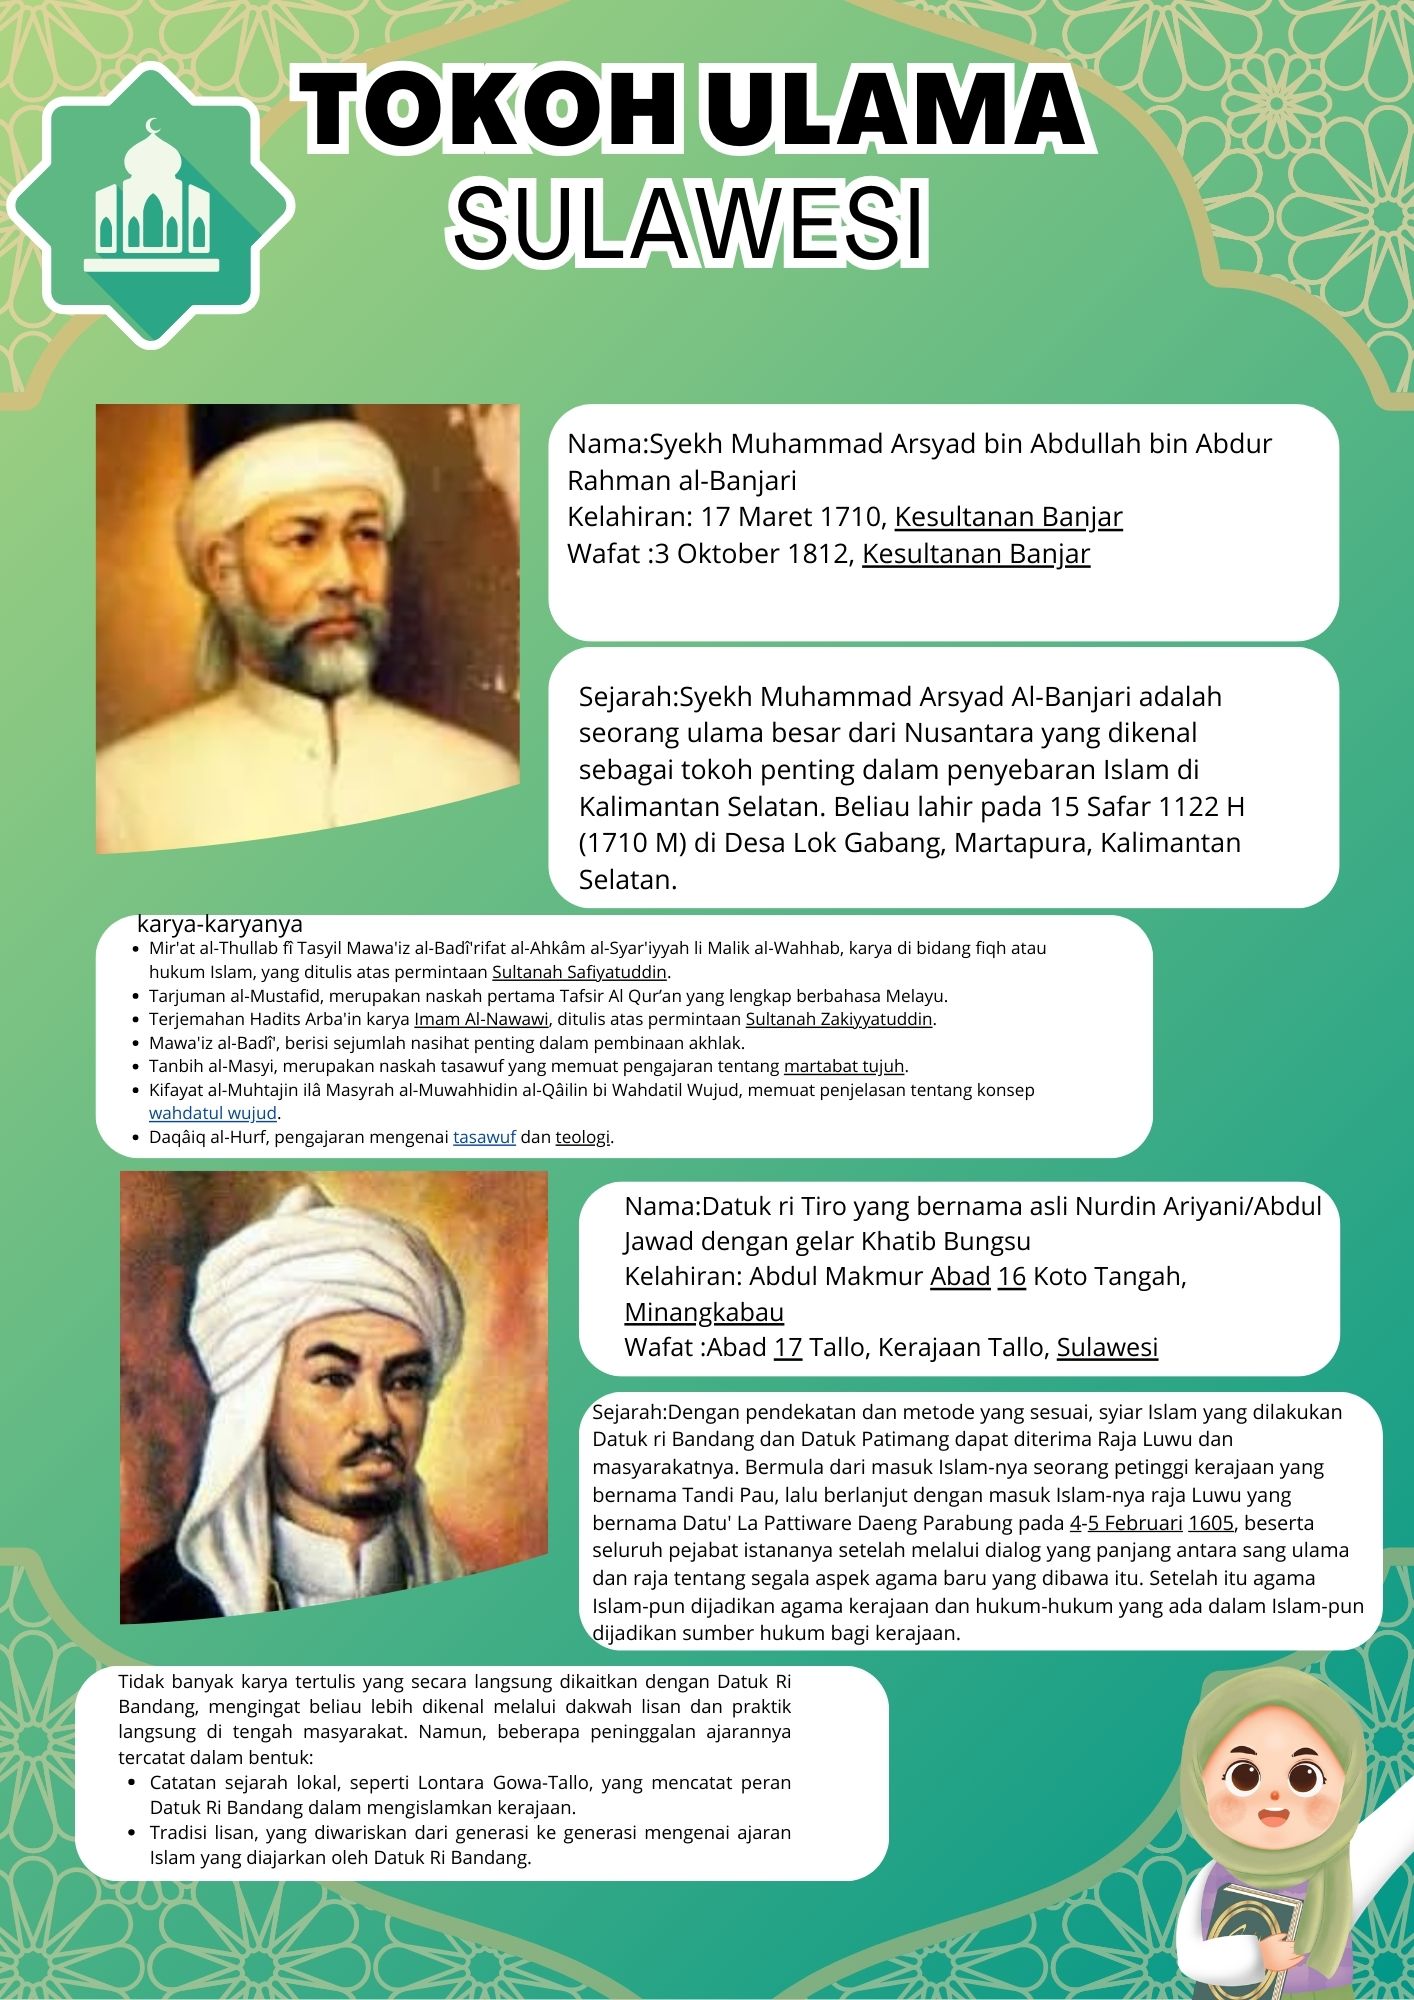 TOKOH ULAMA
SULAWESI
Nama:Syekh Muhammad Arsyad bin Abdullah bin Abdur
Rahman al-Banjari
Kelahiran: 17 Maret 1710, Kesultanan Banjar
Wafat :3 Oktober 1812, Kesultanan Banjar
Sejarah:Syekh Muhammad Arsyad Al-Banjari adalah
seorang ulama besar dari Nusantara yang dikenal
sebagai tokoh penting dalam penyebaran Islam di
Kalimantan Selatan. Beliau lahir pada 15 Safar 1122 H
(1710 M) di Desa Lok Gabang, Martapura, Kalimantan
Selatan.
karya-karyanya
• Mir'at al-Thullab fî Tasyil Mawa'iz al-Badî'rifat al-Ahkâm al-Syar'iyyah li Malik al-Wahhab, karya di bidang fiqh atau
hukum Islam, yang ditulis atas permintaan Sultanah Safiyatuddin.
• Tarjuman al-Mustafid, merupakan naskah pertama Tafsir Al Qur’an yang lengkap berbahasa Melayu.
• Terjemahan Hadits Arba'in karya Imam Al-Nawawi, ditulis atas permintaan Sultanah Zakiyyatuddin.
• Mawa'iz al-Badî', berisi sejumlah nasihat penting dalam pembinaan akhlak.
• Tanbih al-Masyi, merupakan naskah tasawuf yang memuat pengajaran tentang martabat tujuh.
• Kifayat al-Muhtajin ilâ Masyrah al-Muwahhidin al-Qâilin bi Wahdatil Wujud, memuat penjelasan tentang konsep
wahdatul wujud.
• Daqâiq al-Hurf, pengajaran mengenai tasawuf dan teologi.
Nama:Datuk ri Tiro yang bernama asli Nurdin Ariyani/Abdul
Jawad dengan gelar Khatib Bungsu
Kelahiran: Abdul Makmur Abad 16 Koto Tangah,
Minangkabau
Wafat :Abad 17 Tallo, Kerajaan Tallo, Sulawesi
Sejarah:Dengan pendekatan dan metode yang sesuai, syiar Islam yang dilakukan
Datuk ri Bandang dan Datuk Patimang dapat diterima Raja Luwu dan
masyarakatnya. Bermula dari masuk Islam-nya seorang petinggi kerajaan yang
bernama Tandi Pau, lalu berlanjut dengan masuk Islam-nya raja Luwu yang
bernama Datu' La Pattiware Daeng Parabung pada 4-5 Februari 1605, beserta
seluruh pejabat istananya setelah melalui dialog yang panjang antara sang ulama
dan raja tentang segala aspek agama baru yang dibawa itu. Setelah itu agama
Islam-pun dijadikan agama kerajaan dan hukum-hukum yang ada dalam Islam-pun
dijadikan sumber hukum bagi kerajaan.
Tidak banyak karya tertulis yang secara langsung dikaitkan dengan Datuk Ri
Bandang, mengingat beliau lebih dikenal melalui dakwah lisan dan praktik
langsung di tengah masyarakat. Namun, beberapa peninggalan ajarannya
tercatat dalam bentuk:
• Catatan sejarah lokal, seperti Lontara Gowa-Tallo, yang mencatat peran
Datuk Ri Bandang dalam mengislamkan kerajaan.
• Tradisi lisan, yang diwariskan dari generasi ke generasi mengenai ajaran
Islam yang diajarkan oleh Datuk Ri Bandang.